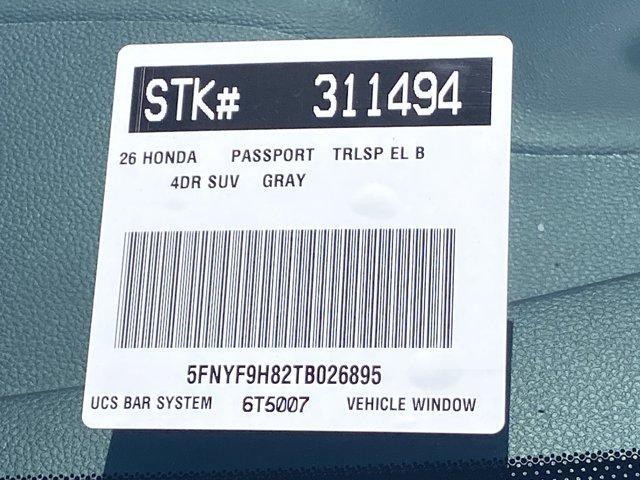 STK# 311494
26 HONDA PASSPORT TRLSP EL B
4DR SUV GRAY
5FNYF9H82TB026895
UCS BAR SYSTEM 6T5007 VEHICLE WINDOW